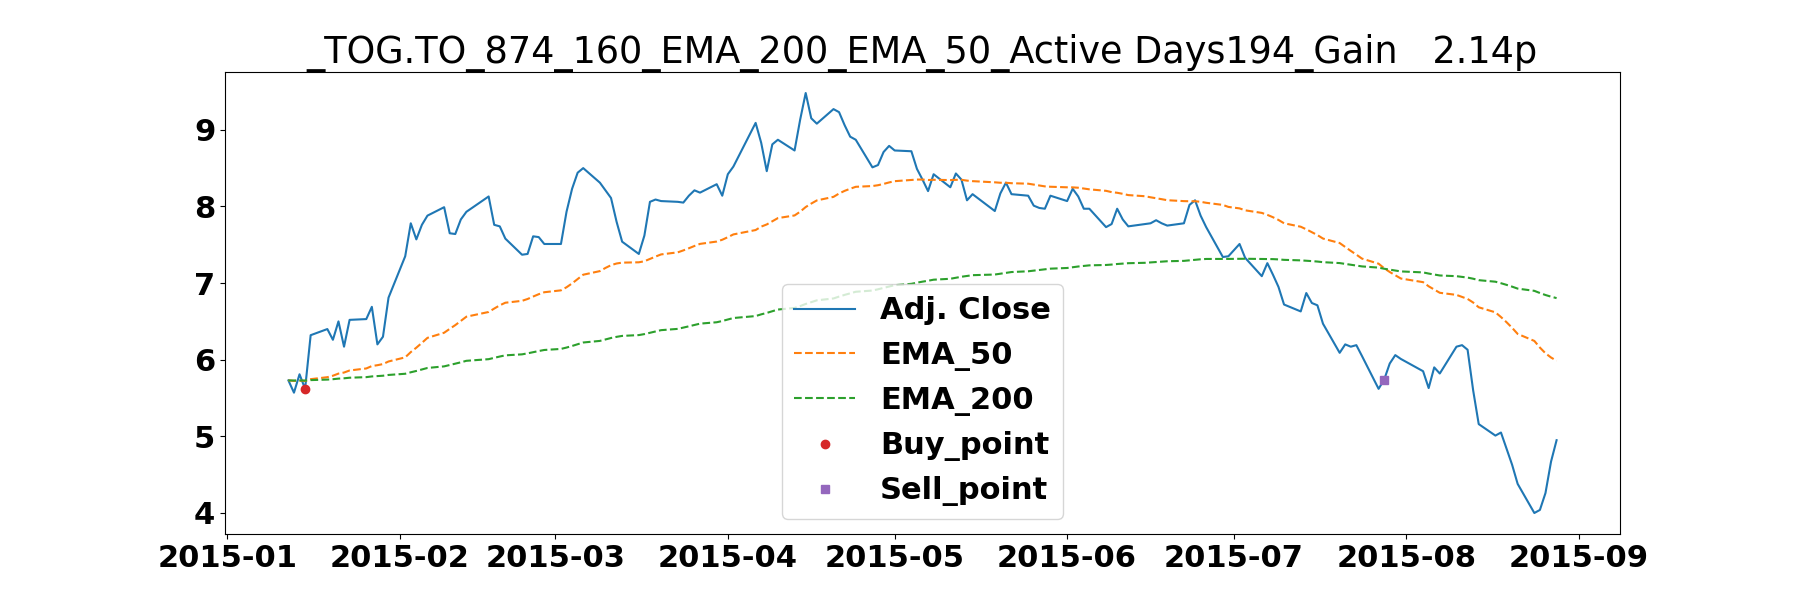 _TOG.TO_874_160_EMA_200_EMA_50_Active Days194_Gain   2.14p
9
8
7
6
5
4
Adj. Close
EMA_50
EMA_200
Buy_point
Sell_point
2015-01 2015-02 2015-03 2015-04 2015-05 2015-06 2015-07 2015-08 2015-09